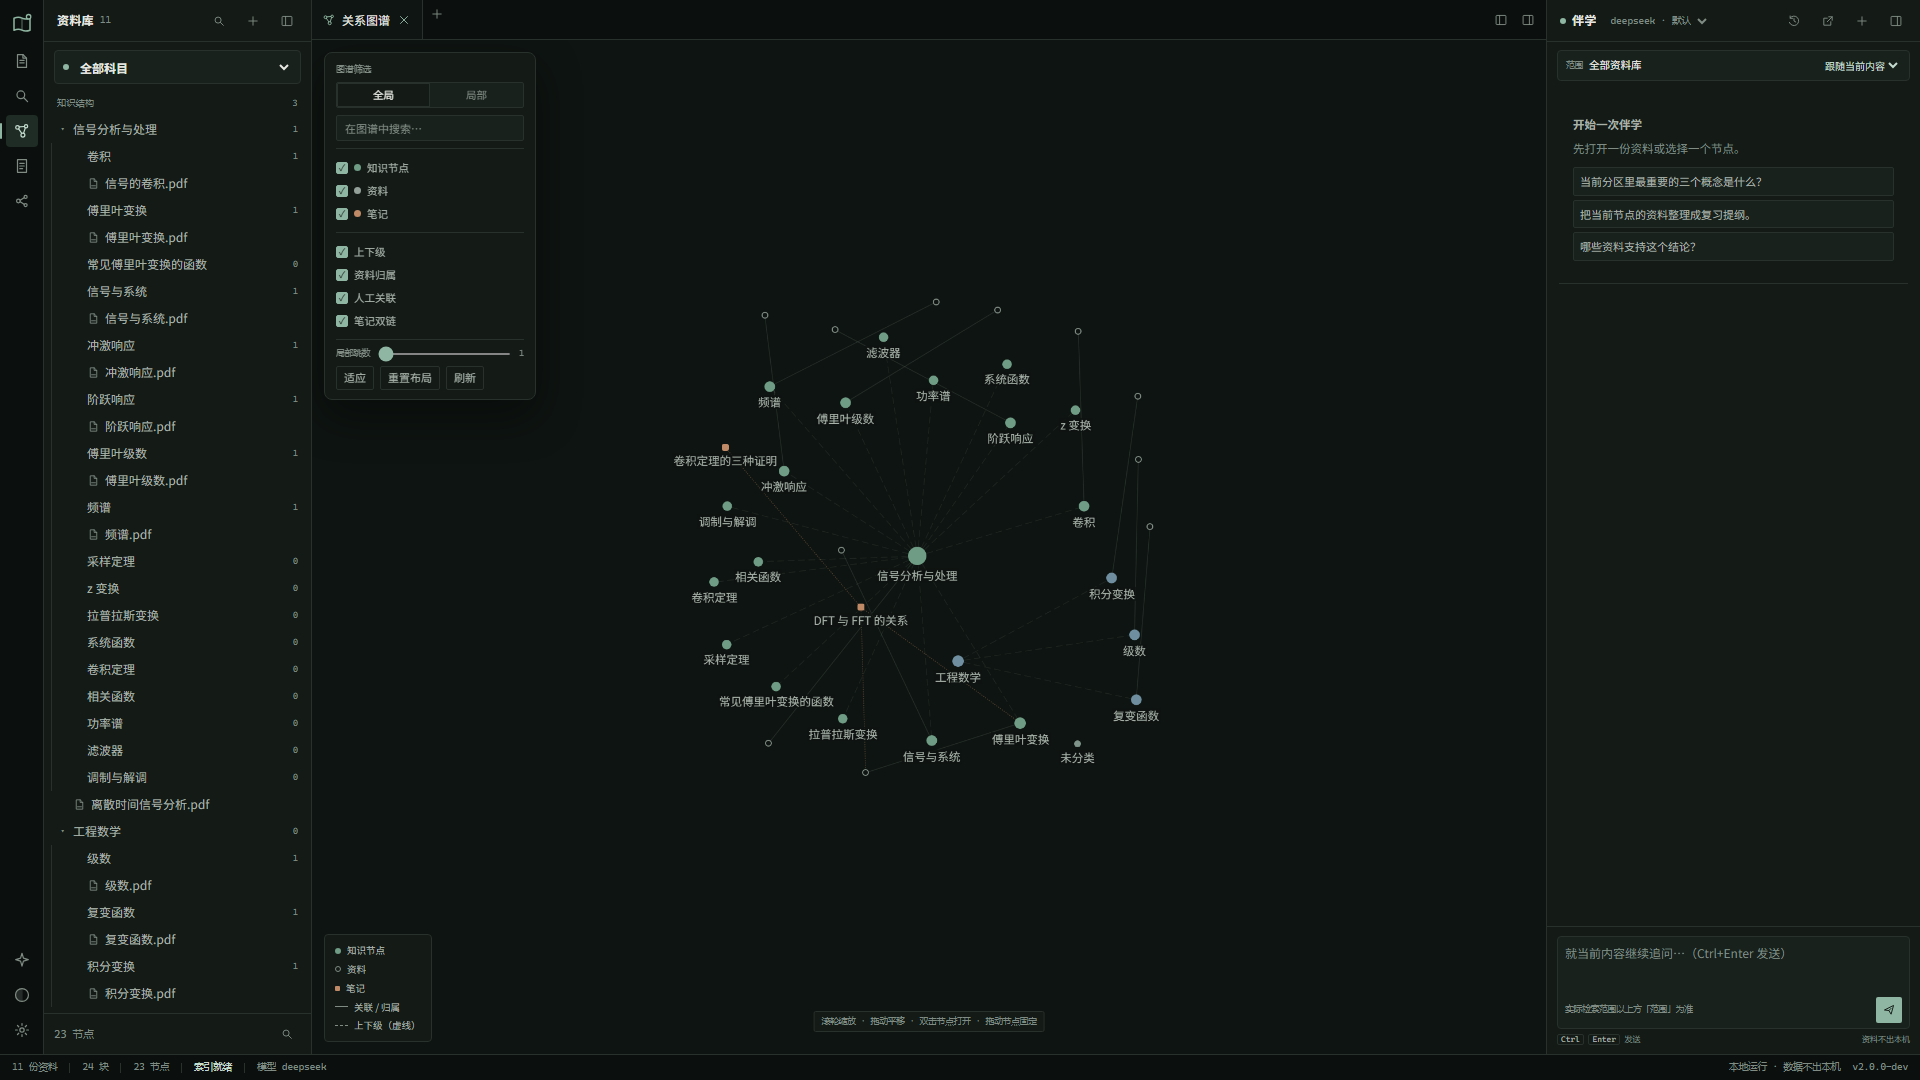 资料库 11
全部科目
知识结构 3
信号分析与处理 1
卷积 1
信号的卷积.pdf
傅里叶变换 1
傅里叶变换.pdf
常见傅里叶变换的函数 0
信号与系统 1
信号与系统.pdf
冲激响应 1
冲激响应.pdf
阶跃响应 1
阶跃响应.pdf
傅里叶级数 1
傅里叶级数.pdf
频谱 1
频谱.pdf
采样定理 0
z 变换 0
拉普拉斯变换 0
系统函数 0
卷积定理 0
相关函数 0
功率谱 0
滤波器 0
调制与解调 0
离散时间信号分析.pdf
工程数学 0
级数 1
级数.pdf
复变函数 1
复变函数.pdf
积分变换 1
积分变换.pdf
23 节点
关系图谱
图谱筛选
全局 局部
在图谱中搜索…
知识节点
资料
笔记
上下级
资料归属
人工关联
笔记双链
局部跳数 1
适应 重置布局 刷新
滤波器
系统函数
功率谱
频谱
傅里叶级数
z 变换
阶跃响应
卷积定理的三种证明
冲激响应
调制与解调
卷积
相关函数
信号分析与处理
卷积定理
积分变换
DFT 与 FFT 的关系
级数
采样定理
工程数学
常见傅里叶变换的函数
复变函数
拉普拉斯变换
傅里叶变换
信号与系统
未分类
知识节点
资料
笔记
关联 / 归属
上下级（虚线）
滚轮缩放 · 拖动平移 · 双击节点打开 · 拖动节点固定
伴学 deepseek · 默认
范围 全部资料库 跟随当前内容
开始一次伴学
先打开一份资料或选择一个节点。
当前分区里最重要的三个概念是什么？
把当前节点的资料整理成复习提纲。
哪些资料支持这个结论？
就当前内容继续追问…（Ctrl+Enter 发送）
实际检索范围以上方「范围」为准
Ctrl Enter 发送 资料不出本机
11 份资料 24 块 23 节点 索引就绪 模型 deepseek
本地运行 · 数据不出本机 v2.0.0-dev